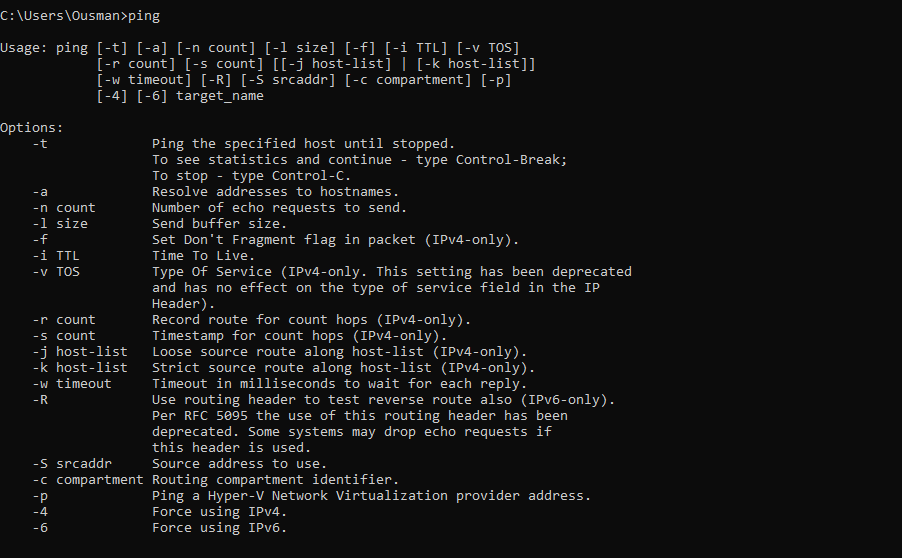 C:\Users\Ousman>ping
Usage: ping [-t] [-a] [-n count] [-l size] [-f] [-i TTL] [-v TOS]
            [-r count] [-s count] [[-j host-list] | [-k host-list]]
            [-w timeout] [-R] [-S srcaddr] [-c compartment] [-p]
            [-4] [-6] target_name
Options:
    -t             Ping the specified host until stopped.
                   To see statistics and continue - type Control-Break;
                   To stop - type Control-C.
    -a             Resolve addresses to hostnames.
    -n count       Number of echo requests to send.
    -l size        Send buffer size.
    -f             Set Don't Fragment flag in packet (IPv4-only).
    -i TTL         Time To Live.
    -v TOS         Type Of Service (IPv4-only. This setting has been deprecated
                   and has no effect on the type of service field in the IP
                   Header).
    -r count       Record route for count hops (IPv4-only).
    -s count       Timestamp for count hops (IPv4-only).
    -j host-list   Loose source route along host-list (IPv4-only).
    -k host-list   Strict source route along host-list (IPv4-only).
    -w timeout     Timeout in milliseconds to wait for each reply.
    -R             Use routing header to test reverse route also (IPv6-only).
                   Per RFC 5095 the use of this routing header has been
                   deprecated. Some systems may drop echo requests if
                   this header is used.
    -S srcaddr     Source address to use.
    -c compartment Routing compartment identifier.
    -p             Ping a Hyper-V Network Virtualization provider address.
    -4             Force using IPv4.
    -6             Force using IPv6.